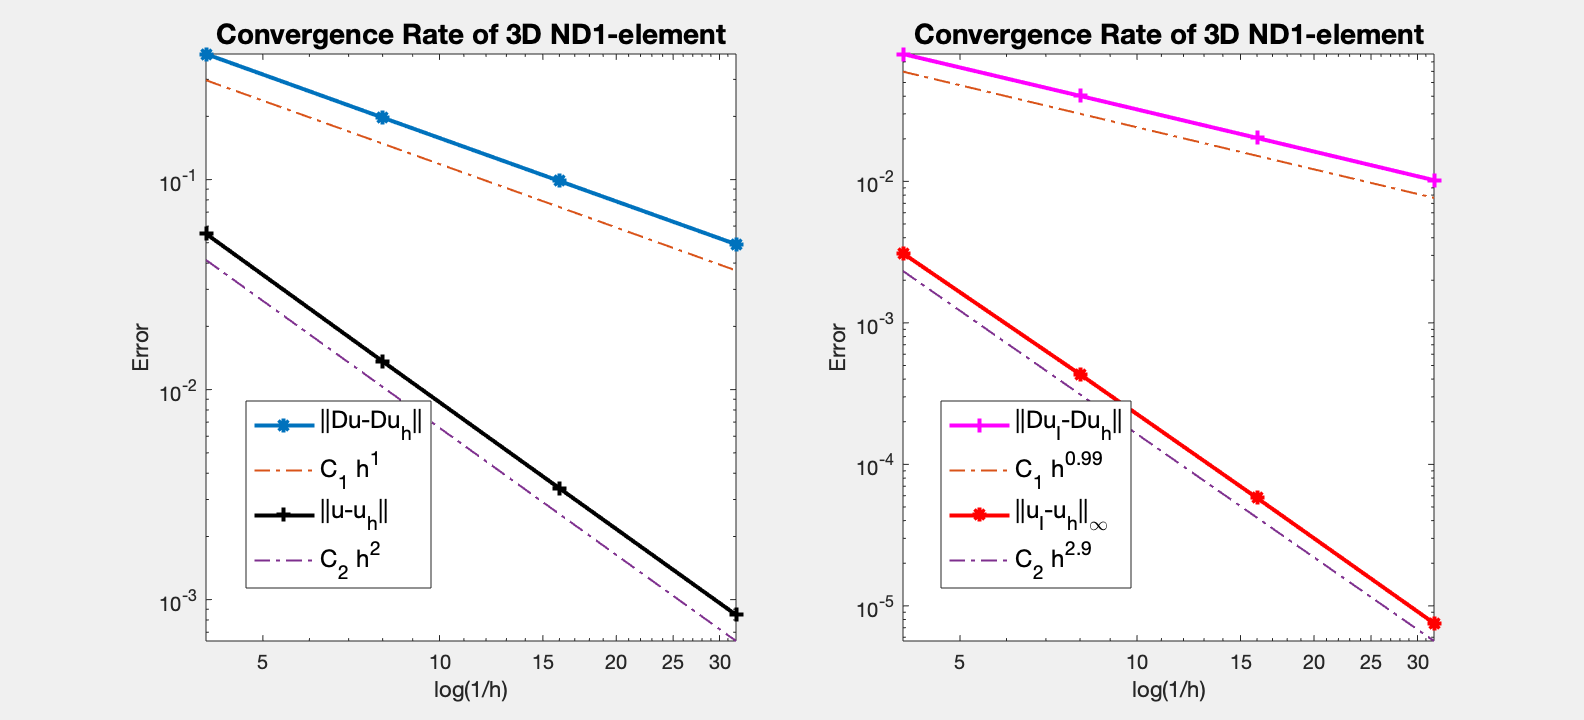 Convergence Rate of 3D ND1-element
Error
10^-1
10^-2
10^-3
||Du-Du_h||
C_1 h^1
||u-u_h||
C_2 h^2
5 10 15 20 25 30
log(1/h)
Convergence Rate of 3D ND1-element
Error
10^-2
10^-3
10^-4
10^-5
||Du_I-Du_h||
C_1 h^0.99
||u_I-u_h||_∞
C_2 h^2.9
5 10 15 20 25 30
log(1/h)